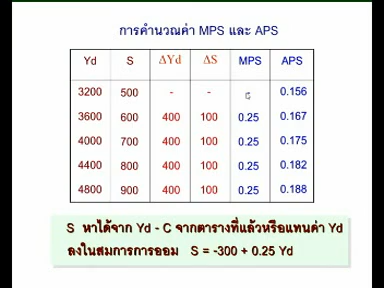 การคำนวณค่า MPS และ APS
Yd S ΔYd ΔS MPS APS
3200 500 - - 0.156
3600 600 400 100 0.25 0.167
4000 700 400 100 0.25 0.175
4400 800 400 100 0.25 0.182
4800 900 400 100 0.25 0.188
S หาได้จาก Yd - C จากตารางที่แล้วหรือแทนค่า Yd
ลงในสมการการออม S = -300 + 0.25 Yd